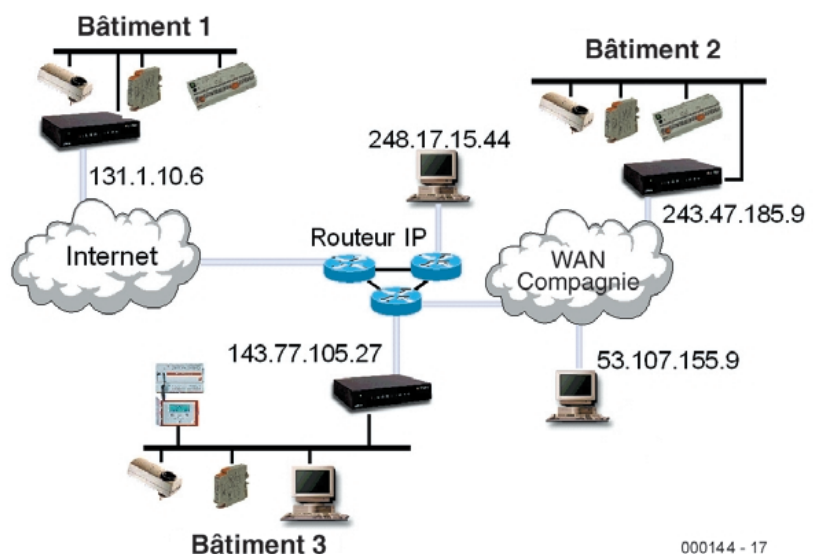 Bâtiment 1
Bâtiment 2
248.17.15.44
131.1.10.6
243.47.185.9
Routeur IP
Internet
WAN
Compagnie
143.77.105.27
53.107.155.9
Bâtiment 3
000144 - 17